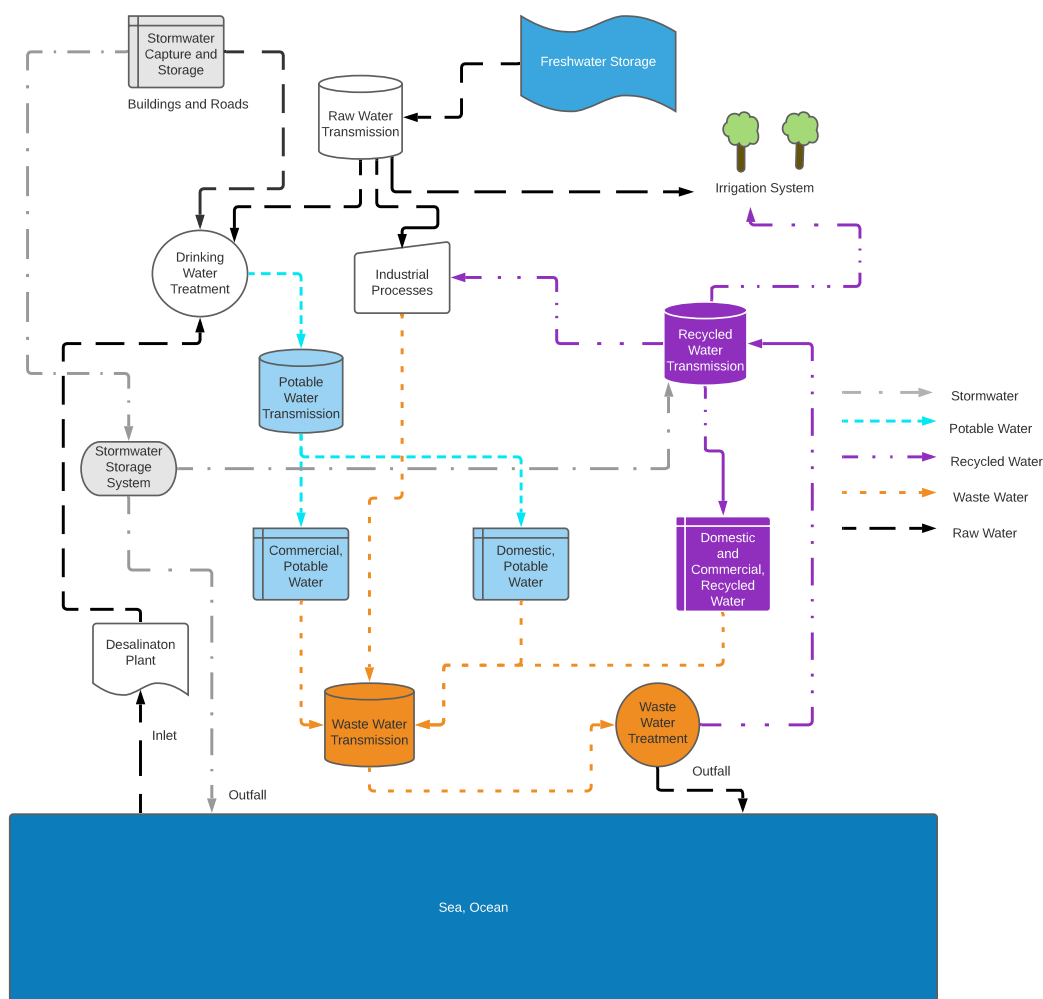 Stormwater
Capture and
Storage
Buildings and Roads
Freshwater Storage
Raw Water
Transmission
Irrigation System
Drinking
Water
Treatment
Industrial
Processes
Recycled
Water
Transmission
Potable
Water
Transmission
Stormwater
Potable Water
Recycled Water
Waste Water
Raw Water
Stormwater
Storage
System
Commercial,
Potable
Water
Domestic,
Potable
Water
Domestic
and
Commercial,
Recycled
Water
Desalinaton
Plant
Inlet
Waste Water
Transmission
Waste
Water
Treatment
Outfall
Outfall
Sea, Ocean